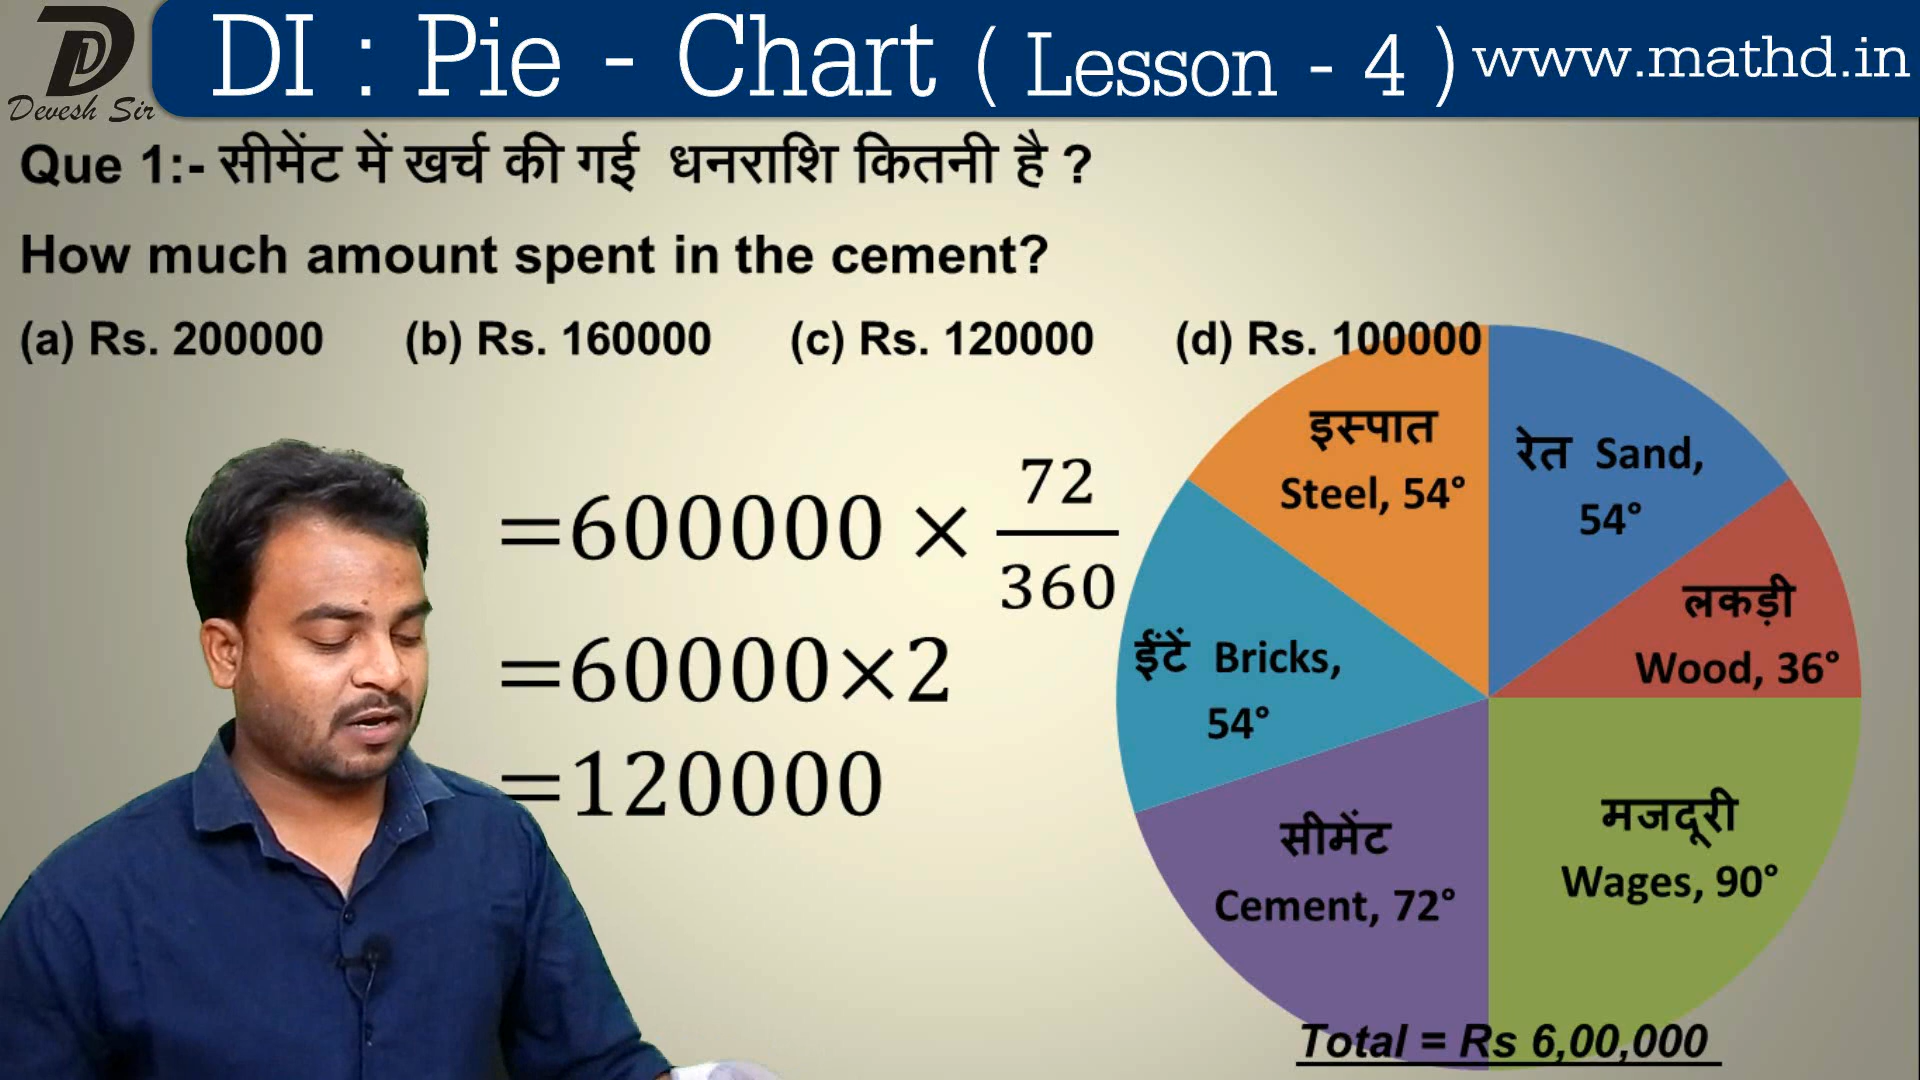 DI : Pie - Chart ( Lesson - 4 ) www.mathd.in
Devesh Sir
Que 1:- सीमेंट में खर्च की गई धनराशि कितनी है ?
How much amount spent in the cement?
(a) Rs. 200000 (b) Rs. 160000 (c) Rs. 120000 (d) Rs. 100000
=600000 × 72/360
=60000×2
=120000
इस्पात
Steel, 54°
रेत Sand,
54°
लकड़ी
Wood, 36°
ईंटें Bricks,
54°
सीमेंट
Cement, 72°
मजदूरी
Wages, 90°
Total = Rs 6,00,000